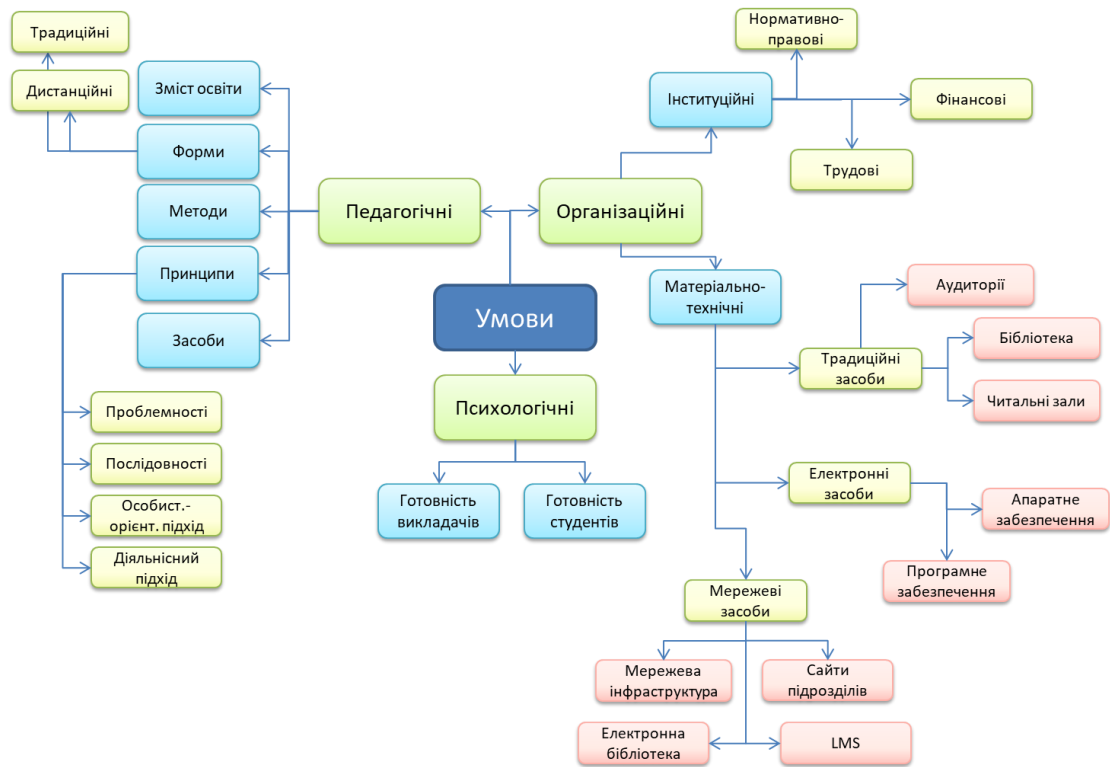 Традиційні
Дистанційні
Зміст освіти
Форми
Методи
Принципи
Засоби
Педагогічні
Проблемності
Послідовності
Особист.-
орієнт. підхід
Діяльнісний
підхід
Умови
Психологічні
Готовність
викладачів
Готовність
студентів
Організаційні
Інституційні
Нормативно-
правові
Фінансові
Трудові
Матеріально-
технічні
Традиційні
засоби
Аудиторії
Бібліотека
Читальні зали
Електронні
засоби
Апаратне
забезпечення
Програмне
забезпечення
Мережеві
засоби
Мережева
інфраструктура
Сайти
підрозділів
Електронна
бібліотека
LMS